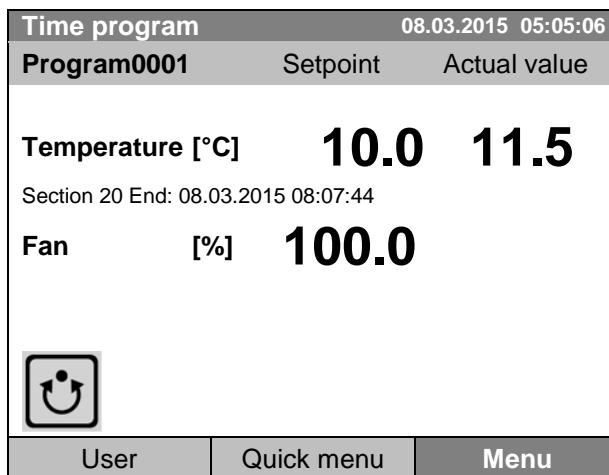 Time program 08.03.2015 05:05:06
Program0001 Setpoint Actual value
Temperature [°C] 10.0 11.5
Section 20 End: 08.03.2015 08:07:44
Fan [%] 100.0
User Quick menu Menu